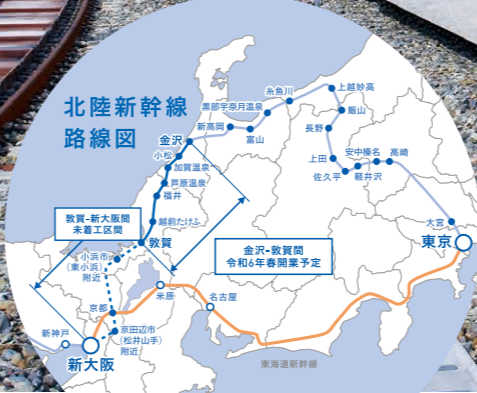 北陸新幹線
路線図
糸魚川
上越妙高
黒部宇奈月温泉
飯山
新高岡
富山
長野
金沢
小松
加賀温泉
芦原温泉
福井
越前たけふ
敦賀
上田
佐久平
安中榛名
軽井沢
高崎
大宮
東京
敦賀-新大阪間
未着工区間
金沢-敦賀間
令和6年春開業予定
小浜市
(東小浜)
附近
京都
米原
名古屋
新神戸
新大阪
京田辺市
(松井山手)
附近
東海道新幹線